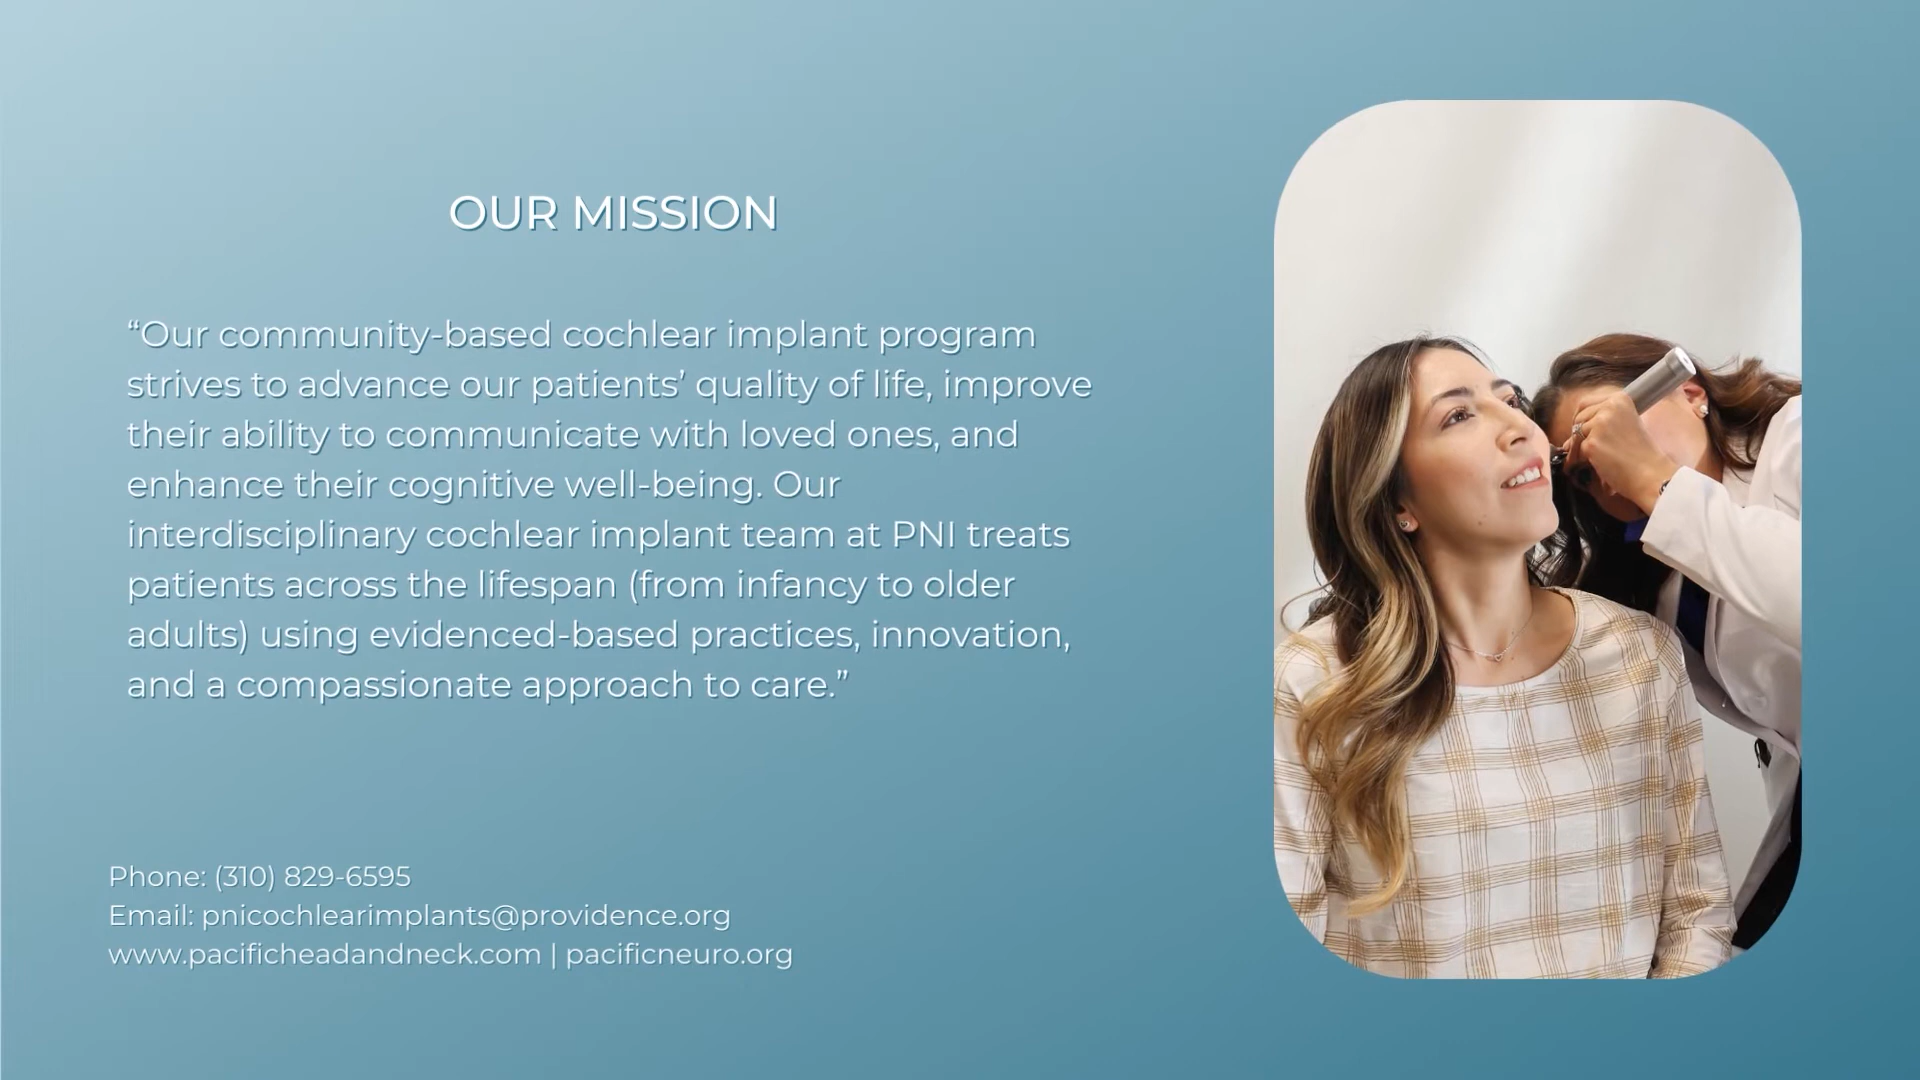 OUR MISSION
“Our community-based cochlear implant program
strives to advance our patients’ quality of life, improve
their ability to communicate with loved ones, and
enhance their cognitive well-being. Our
interdisciplinary cochlear implant team at PNI treats
patients across the lifespan (from infancy to older
adults) using evidenced-based practices, innovation,
and a compassionate approach to care.”
Phone: (310) 829-6595
Email: pnicochlearimplants@providence.org
www.pacificheadandneck.com | pacificneuro.org